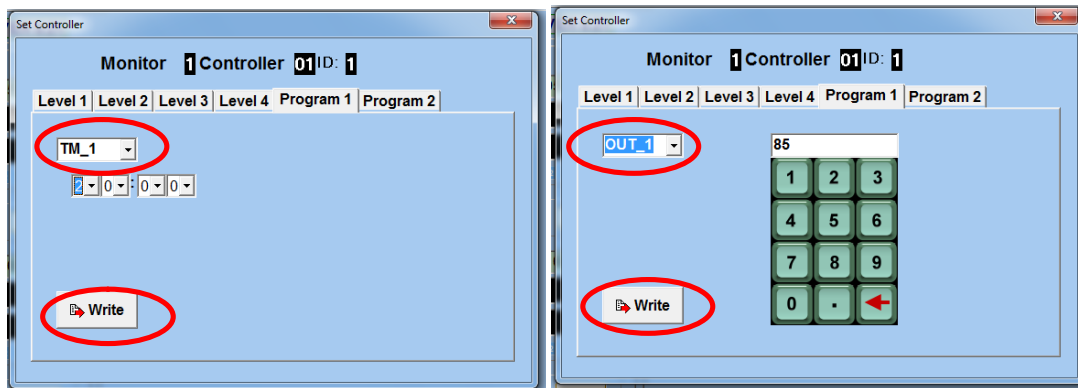 Set Controller
Monitor 1 Controller 01 ID: 1
Level 1 Level 2 Level 3 Level 4 Program 1 Program 2
TM_1
2 0 : 0 0
Write
Set Controller
Monitor 1 Controller 01 ID: 1
Level 1 Level 2 Level 3 Level 4 Program 1 Program 2
OUT_1
85
1 2 3
4 5 6
7 8 9
Write
0 .